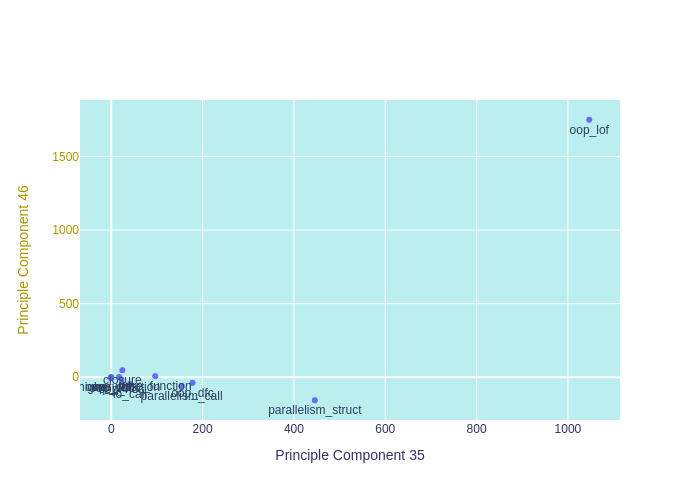 oop_lof
1500
1000
500
0
closure
oop_dfc
parallelism_call
parallelism_struct
0
200
400
600
800
1000
Principle Component 35
Principle Component 46